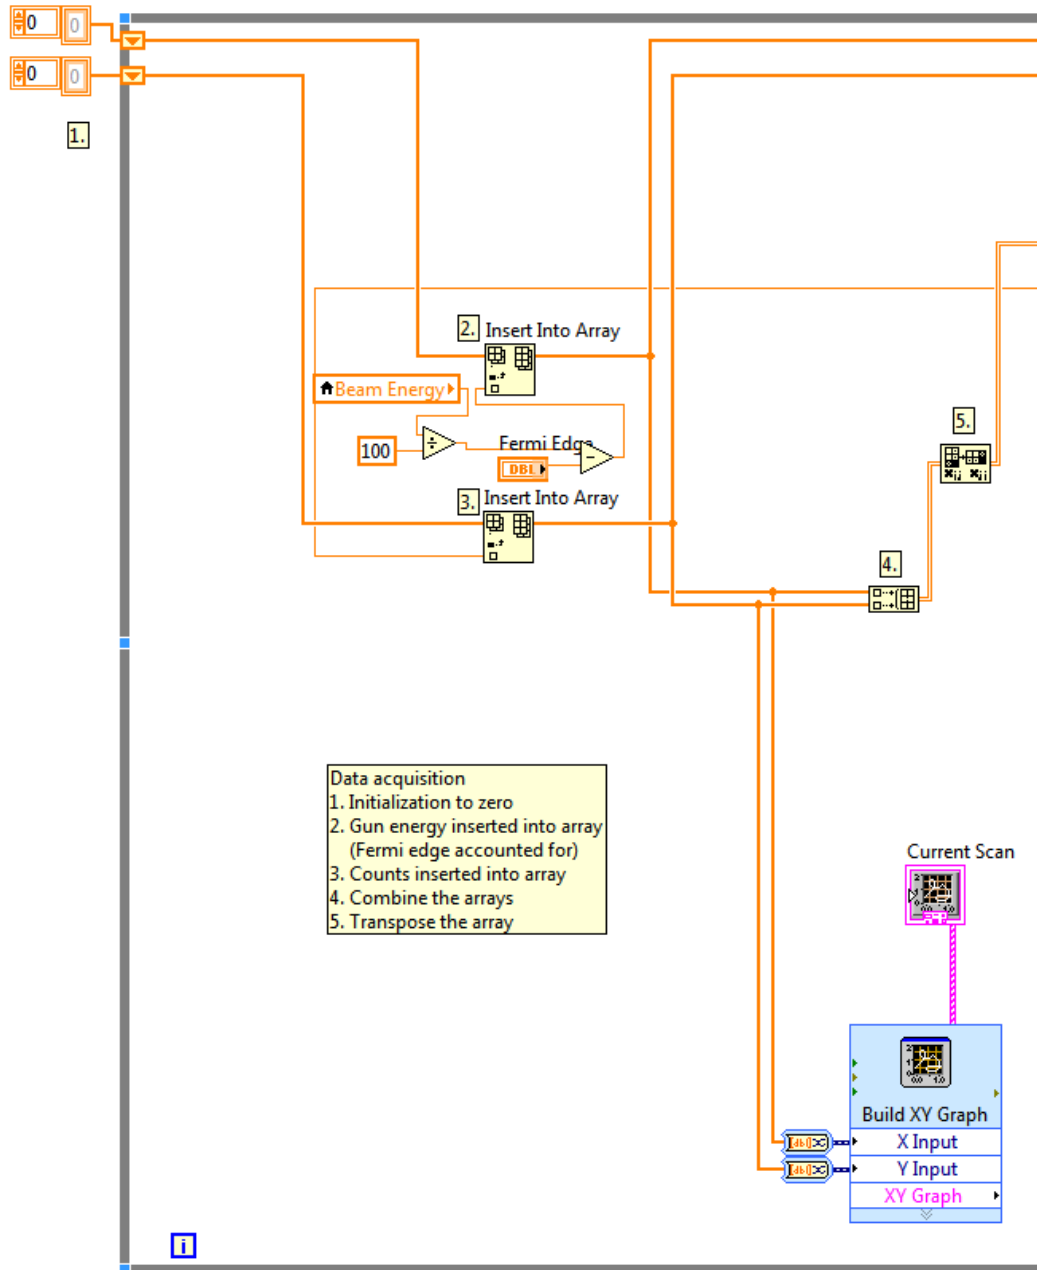 0 0
0 0
1.
2. Insert Into Array
Beam Energy
100
Fermi Edge
DBL
3. Insert Into Array
5.
4.
Data acquisition
1. Initialization to zero
2. Gun energy inserted into array
(Fermi edge accounted for)
3. Counts inserted into array
4. Combine the arrays
5. Transpose the array
Current Scan
Build XY Graph
X Input
Y Input
XY Graph
i